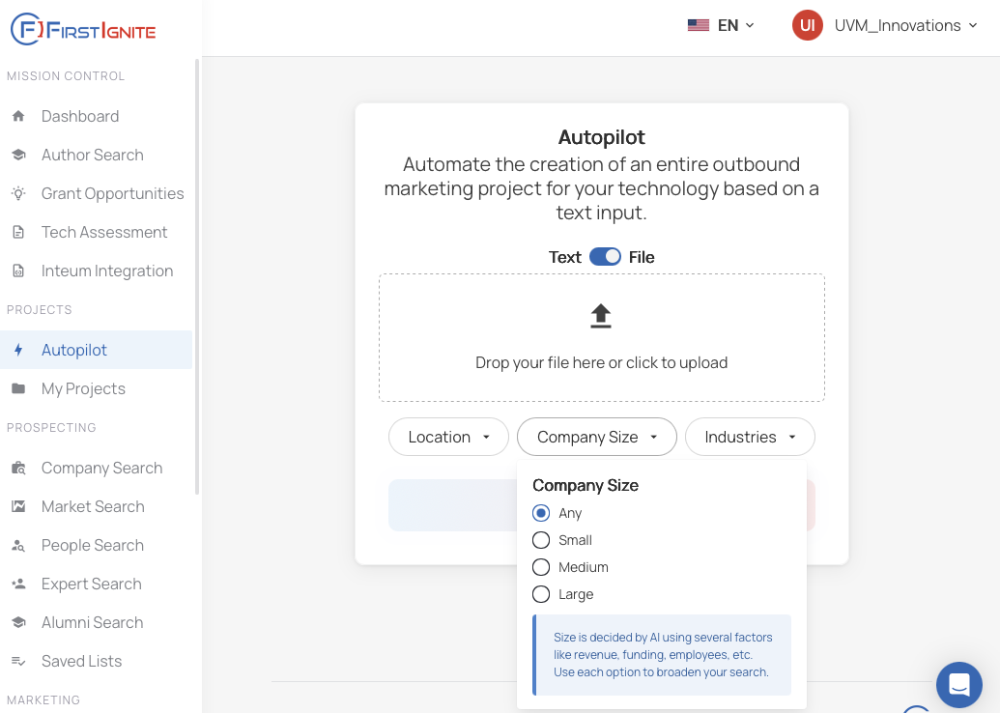 FIRSTIGNITE
EN
UI
UVM_Innovations
MISSION CONTROL
Dashboard
Author Search
Grant Opportunities
Tech Assessment
Inteum Integration
PROJECTS
Autopilot
My Projects
PROSPECTING
Company Search
Market Search
People Search
Expert Search
Alumni Search
Saved Lists
MARKETING
Autopilot
Automate the creation of an entire outbound
marketing project for your technology based on a
text input.
Text File
Drop your file here or click to upload
Location
Company Size
Industries
Company Size
Any
Small
Medium
Large
Size is decided by AI using several factors
like revenue, funding, employees, etc.
Use each option to broaden your search.